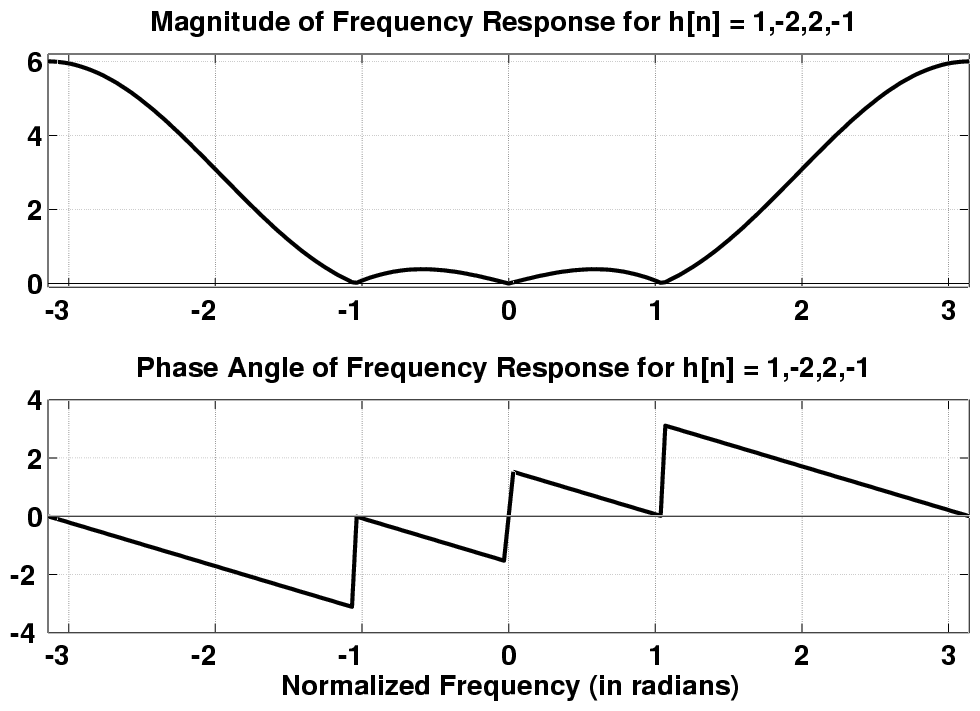 Magnitude of Frequency Response for h[n] = 1,-2,2,-1
6
4
2
0
-3 -2 -1 0 1 2 3
Phase Angle of Frequency Response for h[n] = 1,-2,2,-1
4
2
0
-2
-4
-3 -2 -1 0 1 2 3
Normalized Frequency (in radians)